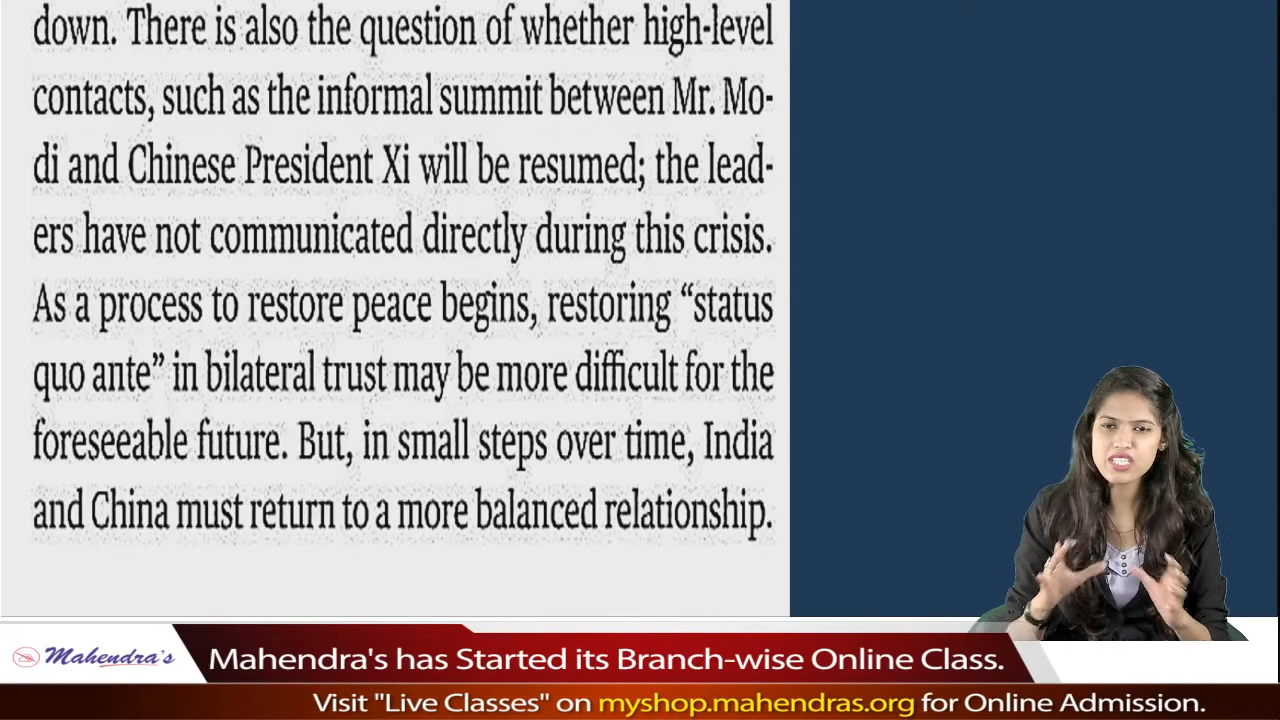 down. There is also the question of whether high-level
contacts, such as the informal summit between Mr. Mo-
di and Chinese President Xi will be resumed; the lead-
ers have not communicated directly during this crisis.
As a process to restore peace begins, restoring “status
quo ante” in bilateral trust may be more difficult for the
foreseeable future. But, in small steps over time, India
and China must return to a more balanced relationship.
Mahendra's
Mahendra's has Started its Branch-wise Online Class.
Visit "Live Classes" on myshop.mahendras.org for Online Admission.